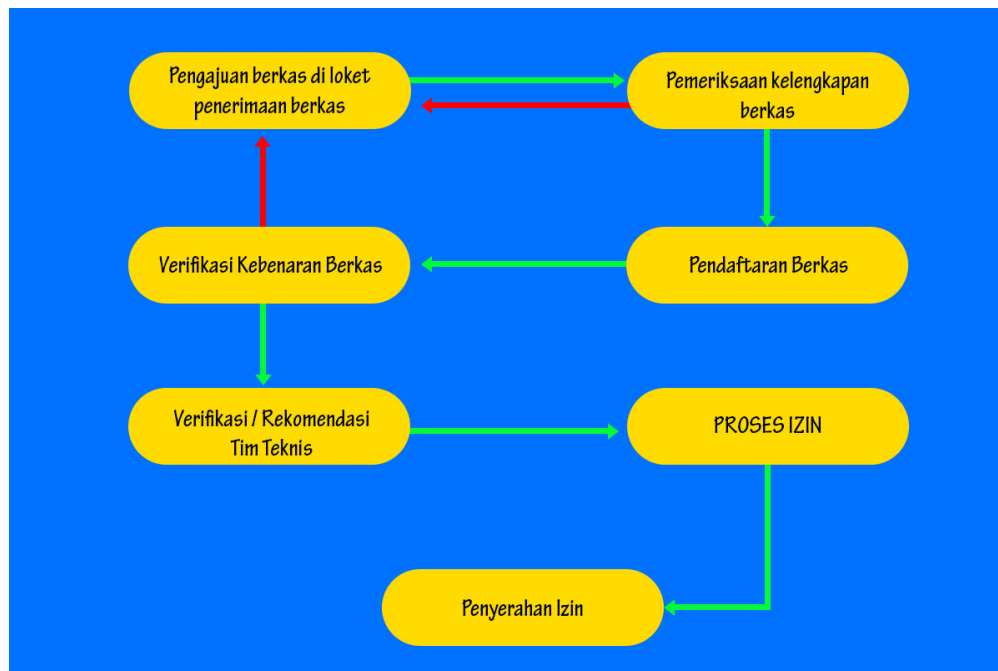 Pengajuan berkas di loket
penerimaan berkas
Pemeriksaan kelengkapan
berkas
Verifikasi Kebenaran Berkas
Pendaftaran Berkas
Verifikasi / Rekomendasi
Tim Teknis
PROSES IZIN
Penyerahan Izin